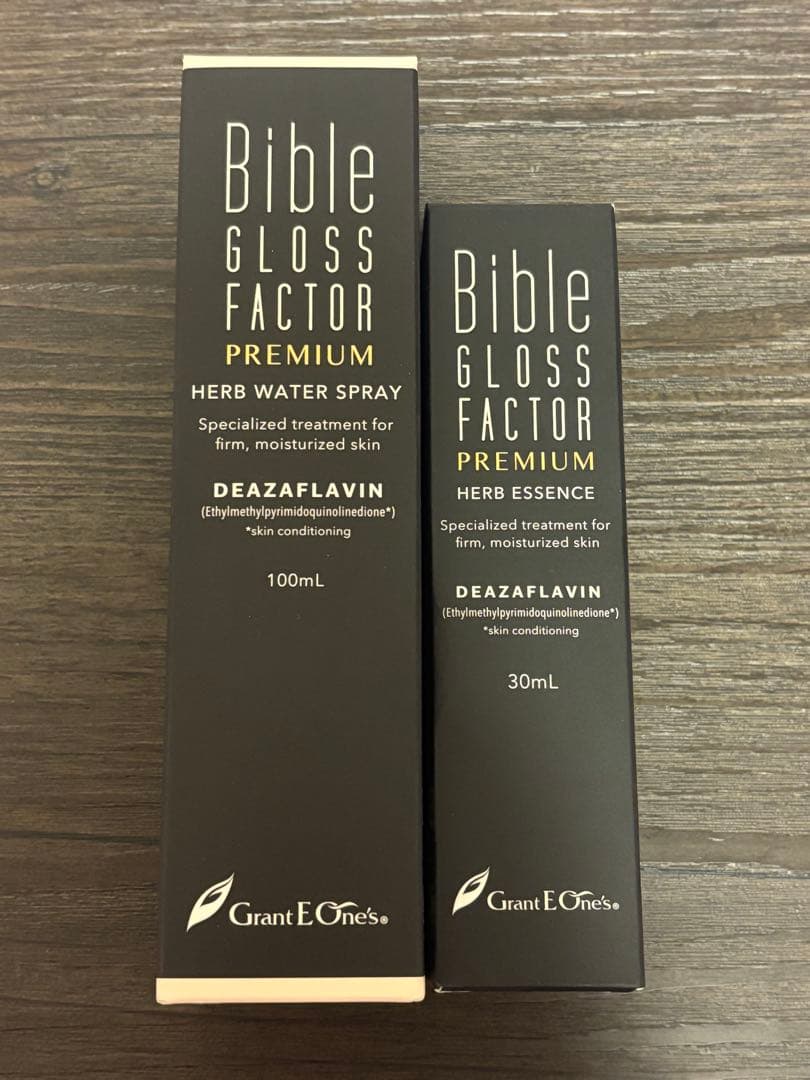 Bible
GLOSS
FACTOR
PREMIUM
HERB WATER SPRAY
Specialized treatment for
firm, moisturized skin
DEAZAFLAVIN
(Ethylmethylpyrimidoquinolinedione*)
*skin conditioning
100mL
Grant E One's®
Bible
GLOSS
FACTOR
PREMIUM
HERB ESSENCE
Specialized treatment for
firm, moisturized skin
DEAZAFLAVIN
(Ethylmethylpyrimidoquinolinedione*)
*skin conditioning
30mL
Grant E One's®